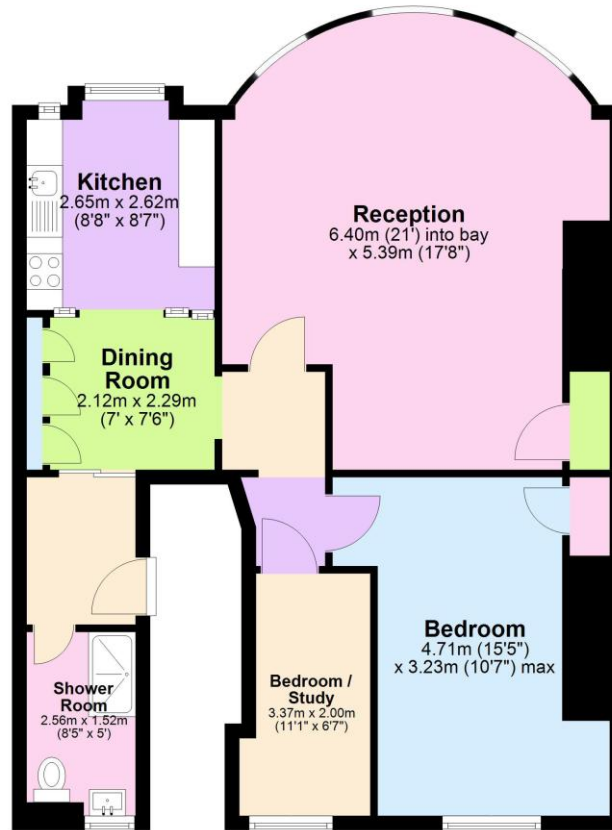 Kitchen
2.65m x 2.62m
(8'8" x 8'7")
Reception
6.40m (21') into bay
x 5.39m (17'8")
Dining
Room
2.12m x 2.29m
(7' x 7'6")
Bedroom
4.71m (15'5")
x 3.23m (10'7") max
Bedroom /
Study
3.37m x 2.00m
(11'1" x 6'7")
Shower
Room
2.56m x 1.52m
(8'5" x 5')